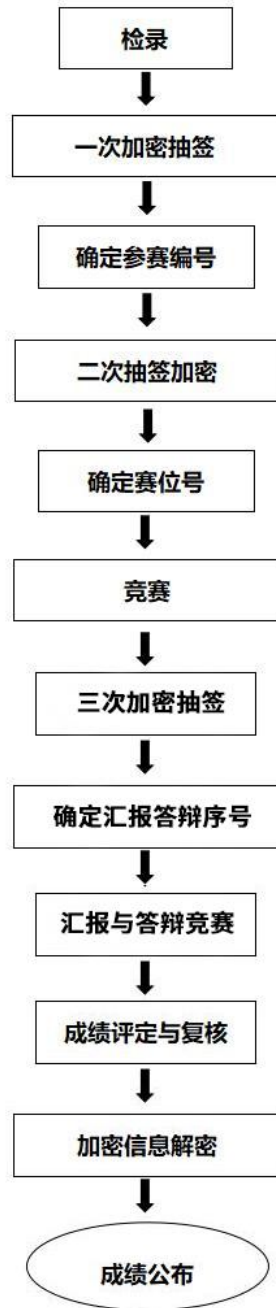 检录
一次加密抽签
确定参赛编号
二次抽签加密
确定赛位号
竞赛
三次加密抽签
确定汇报答辩序号
汇报与答辩竞赛
成绩评定与复核
加密信息解密
成绩公布